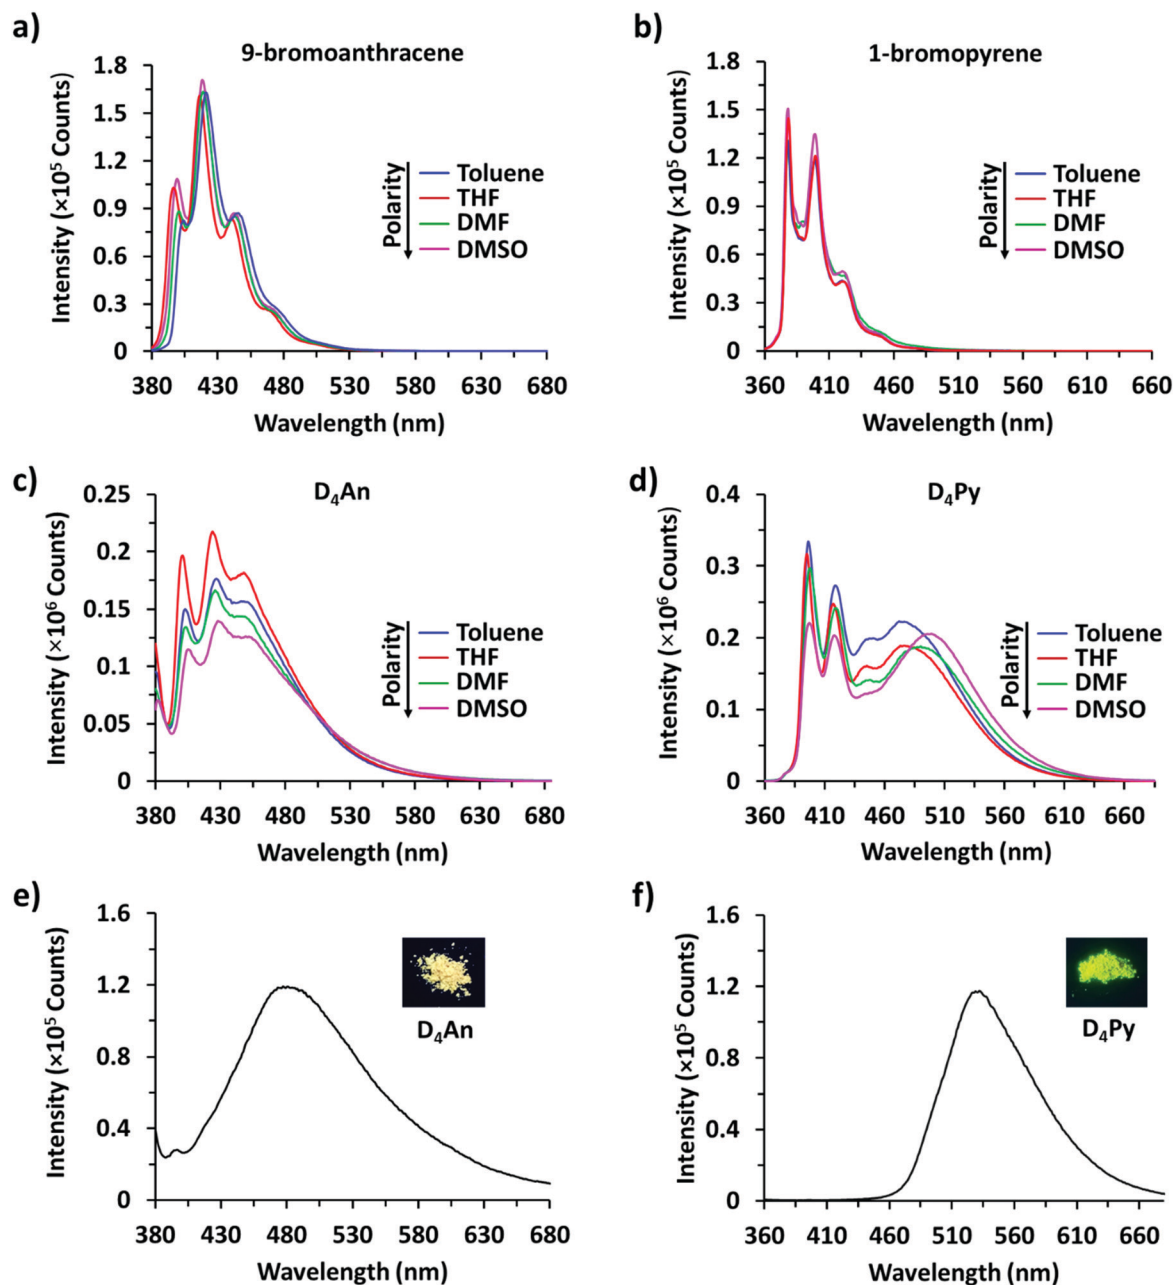 a)
9-bromoanthracene
Intensity (×10⁵ Counts)
1.8
1.5
1.2
0.9
0.6
0.3
0
380 430 480 530 580 630 680
Wavelength (nm)
Polarity
Toluene
THF
DMF
DMSO
b)
1-bromopyrene
Intensity (×10⁵ Counts)
1.8
1.5
1.2
0.9
0.6
0.3
0
360 410 460 510 560 610 660
Wavelength (nm)
Polarity
Toluene
THF
DMF
DMSO
c)
D₄An
Intensity (×10⁶ Counts)
0.25
0.2
0.15
0.1
0.05
0
380 430 480 530 580 630 680
Wavelength (nm)
Polarity
Toluene
THF
DMF
DMSO
d)
D₄Py
Intensity (×10⁶ Counts)
0.4
0.3
0.2
0.1
0
360 410 460 510 560 610 660
Wavelength (nm)
Polarity
Toluene
THF
DMF
DMSO
e)
Intensity (×10⁵ Counts)
1.6
1.2
0.8
0.4
0
380 430 480 530 580 630 680
Wavelength (nm)
D₄An
f)
Intensity (×10⁵ Counts)
1.6
1.2
0.8
0.4
0
360 410 460 510 560 610 660
Wavelength (nm)
D₄Py